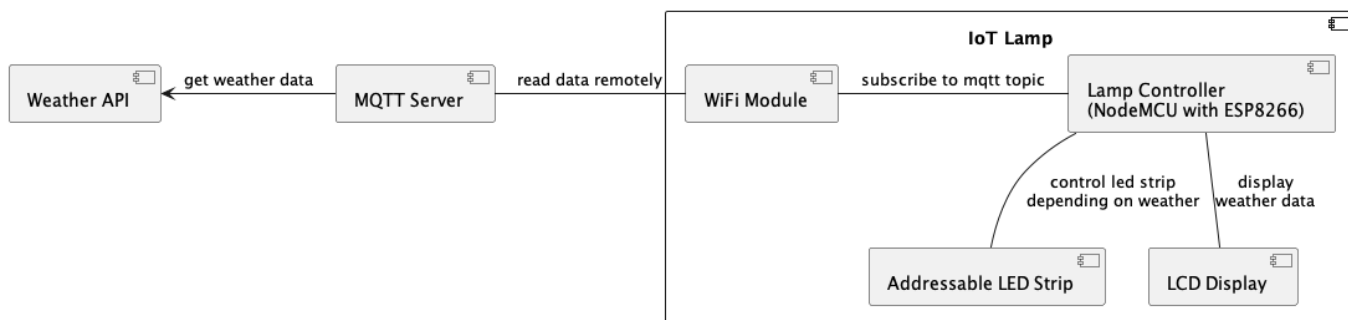 IoT Lamp
Weather API
get weather data
MQTT Server
read data remotely
WiFi Module
subscribe to mqtt topic
Lamp Controller
(NodeMCU with ESP8266)
control led strip
depending on weather
display
weather data
Addressable LED Strip
LCD Display